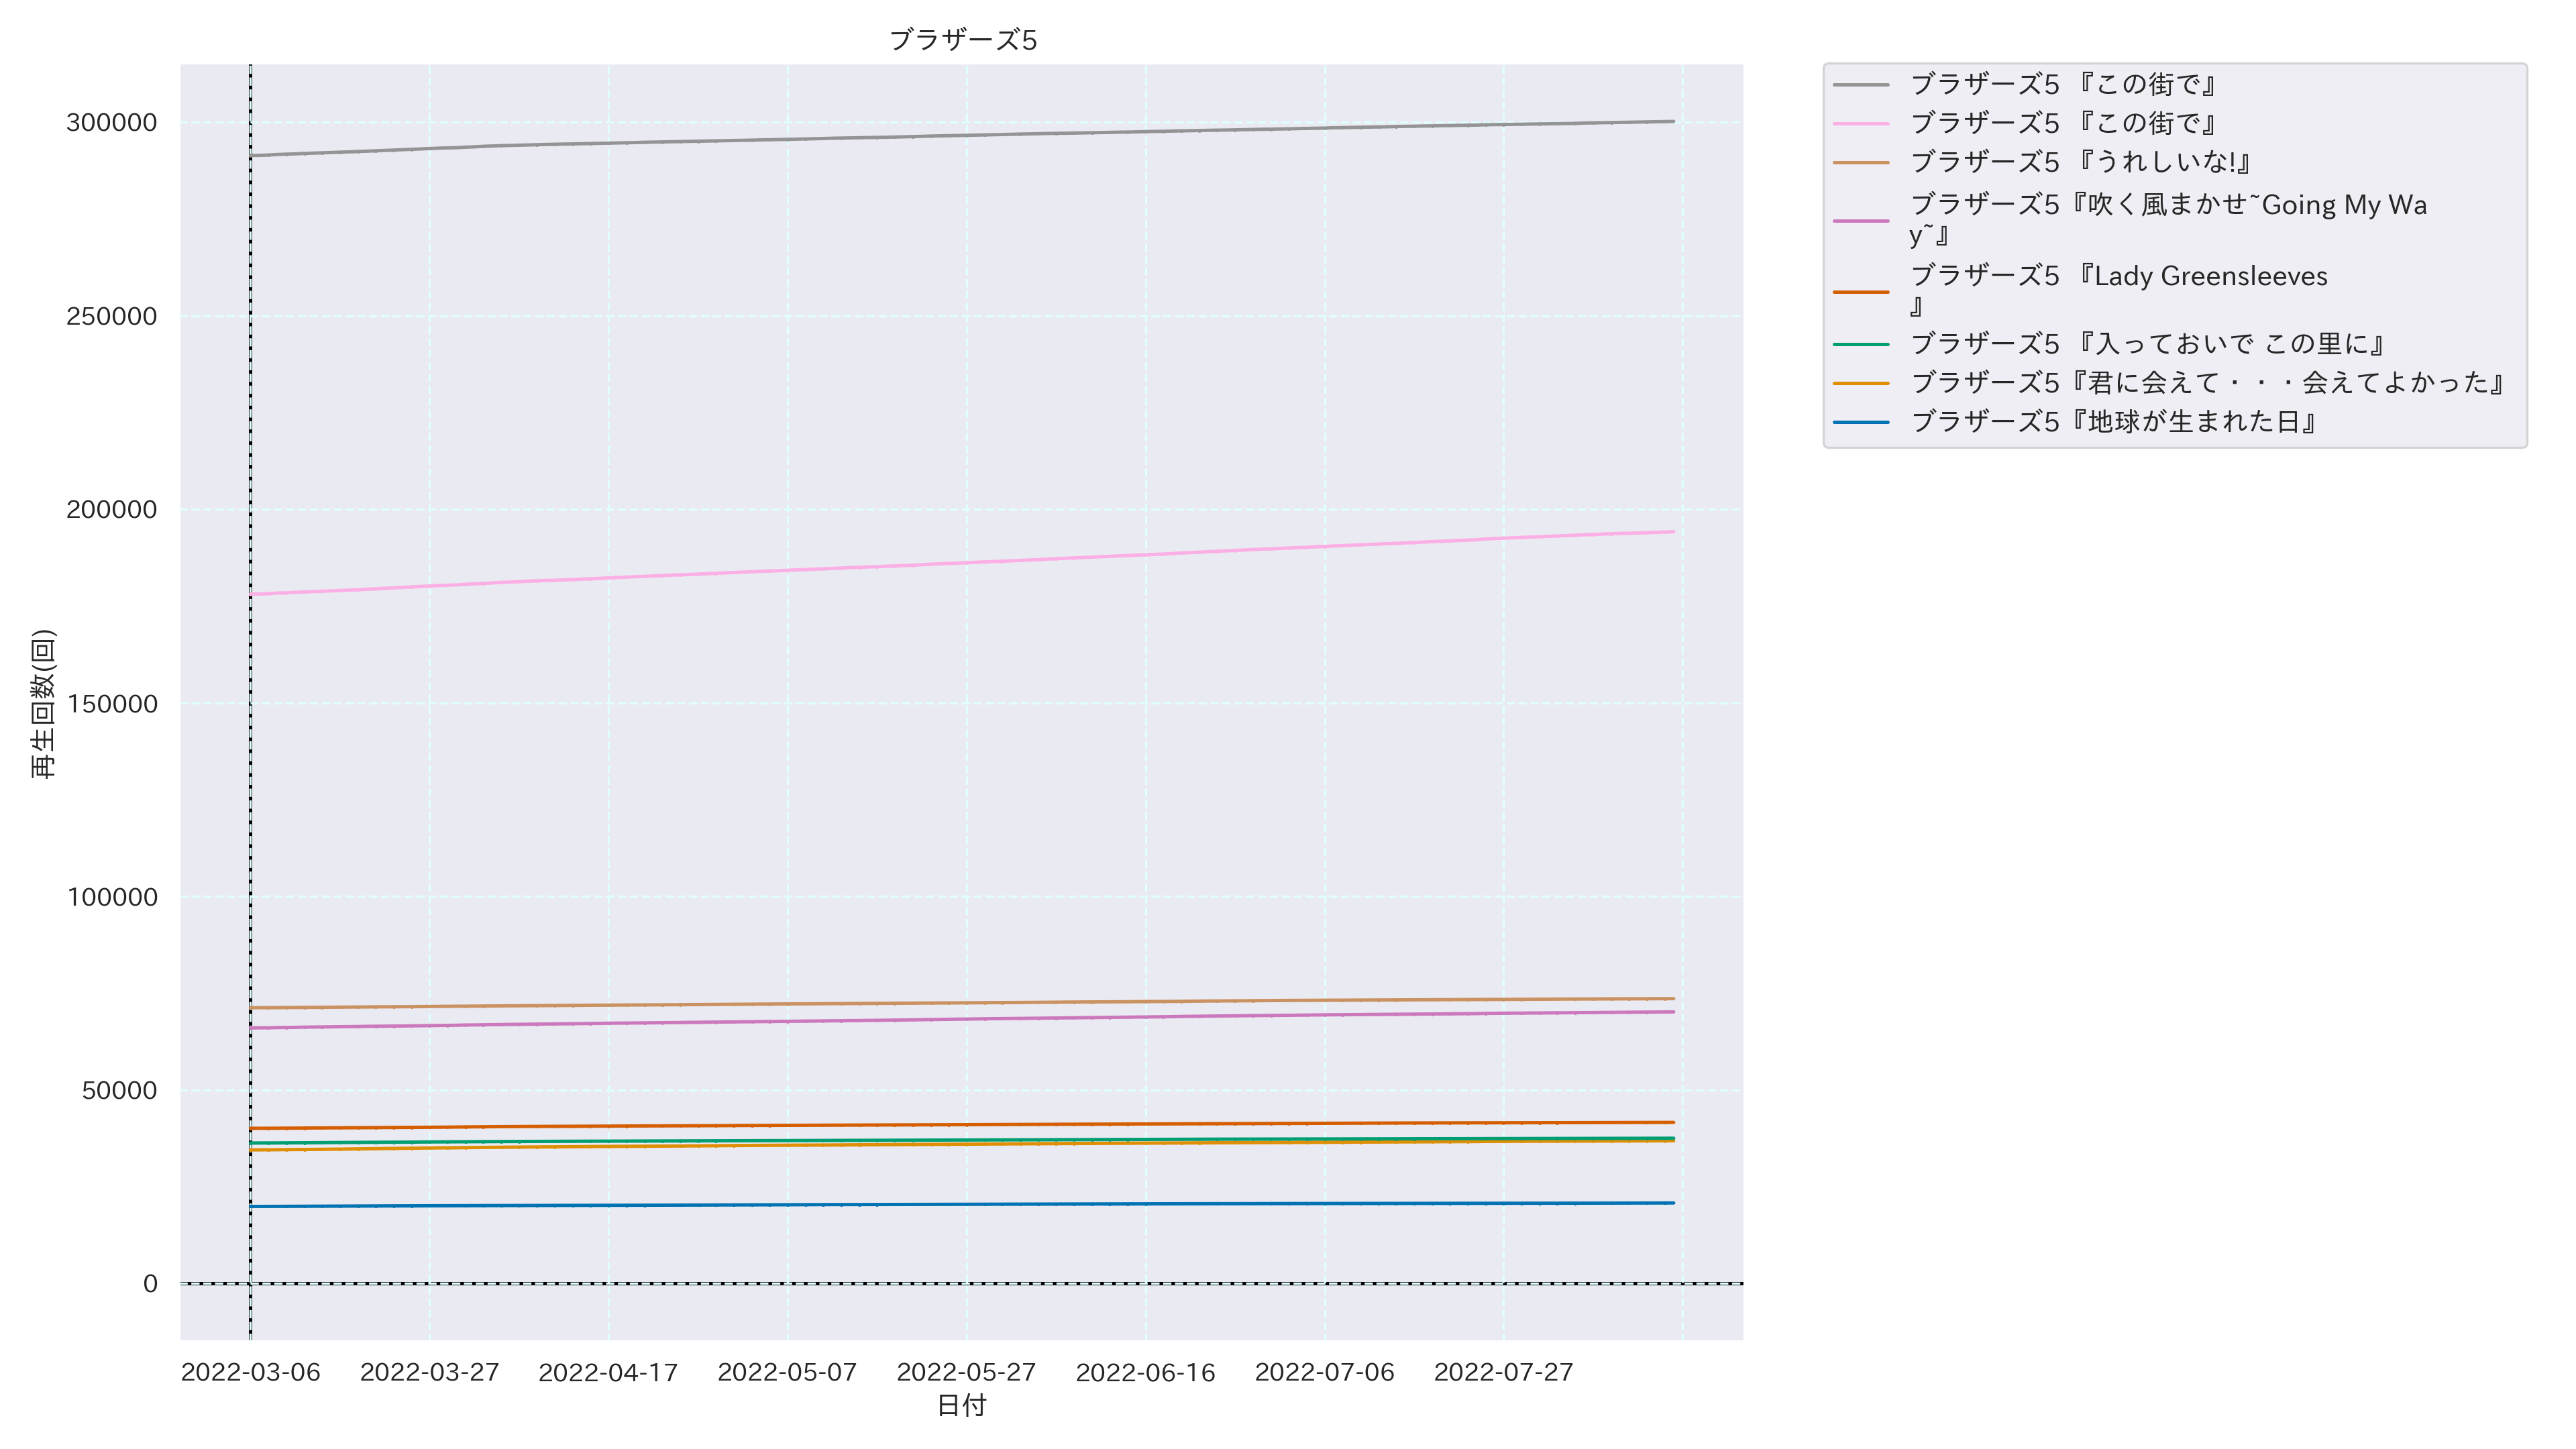 ブラザーズ5
300000
250000
200000
150000
100000
50000
0
再生回数(回)
2022-03-06
2022-03-27
2022-04-17
2022-05-07
2022-05-27
2022-06-16
2022-07-06
2022-07-27
日付
ブラザーズ5 『この街で』
ブラザーズ5 『この街で』
ブラザーズ5 『うれしいな!』
ブラザーズ5『吹く風まかせ~Going My Wa
y~』
ブラザーズ5 『Lady Greensleeves
』
ブラザーズ5 『入っておいで この里に』
ブラザーズ5『君に会えて・・・会えてよかった』
ブラザーズ5『地球が生まれた日』